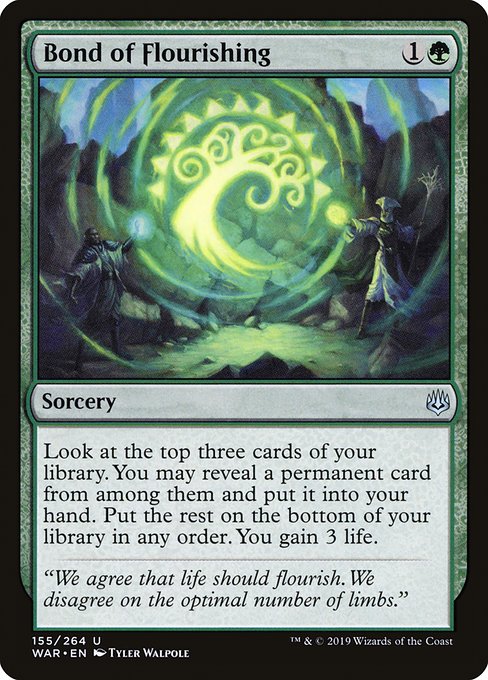 Bond of Flourishing 1
Sorcery
Look at the top three cards of your
library. You may reveal a permanent card
from among them and put it into your
hand. Put the rest on the bottom of your
library in any order. You gain 3 life.
“We agree that life should flourish. We
disagree on the optimal number of limbs.”
155/264 U
™ & © 2019 Wizards of the Coast
WAR • EN Tyler Walpole